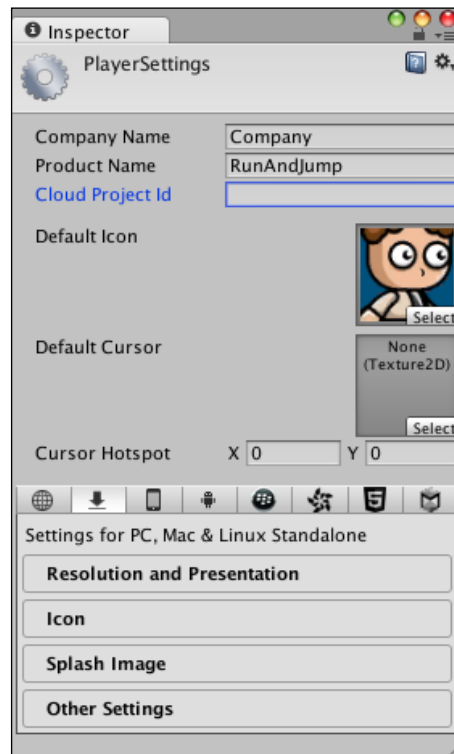 Inspector
PlayerSettings
Company Name Company
Product Name RunAndJump
Cloud Project Id
Default Icon
Select
Default Cursor None
(Texture2D)
Select
Cursor Hotspot X 0 Y 0
Settings for PC, Mac & Linux Standalone
Resolution and Presentation
Icon
Splash Image
Other Settings